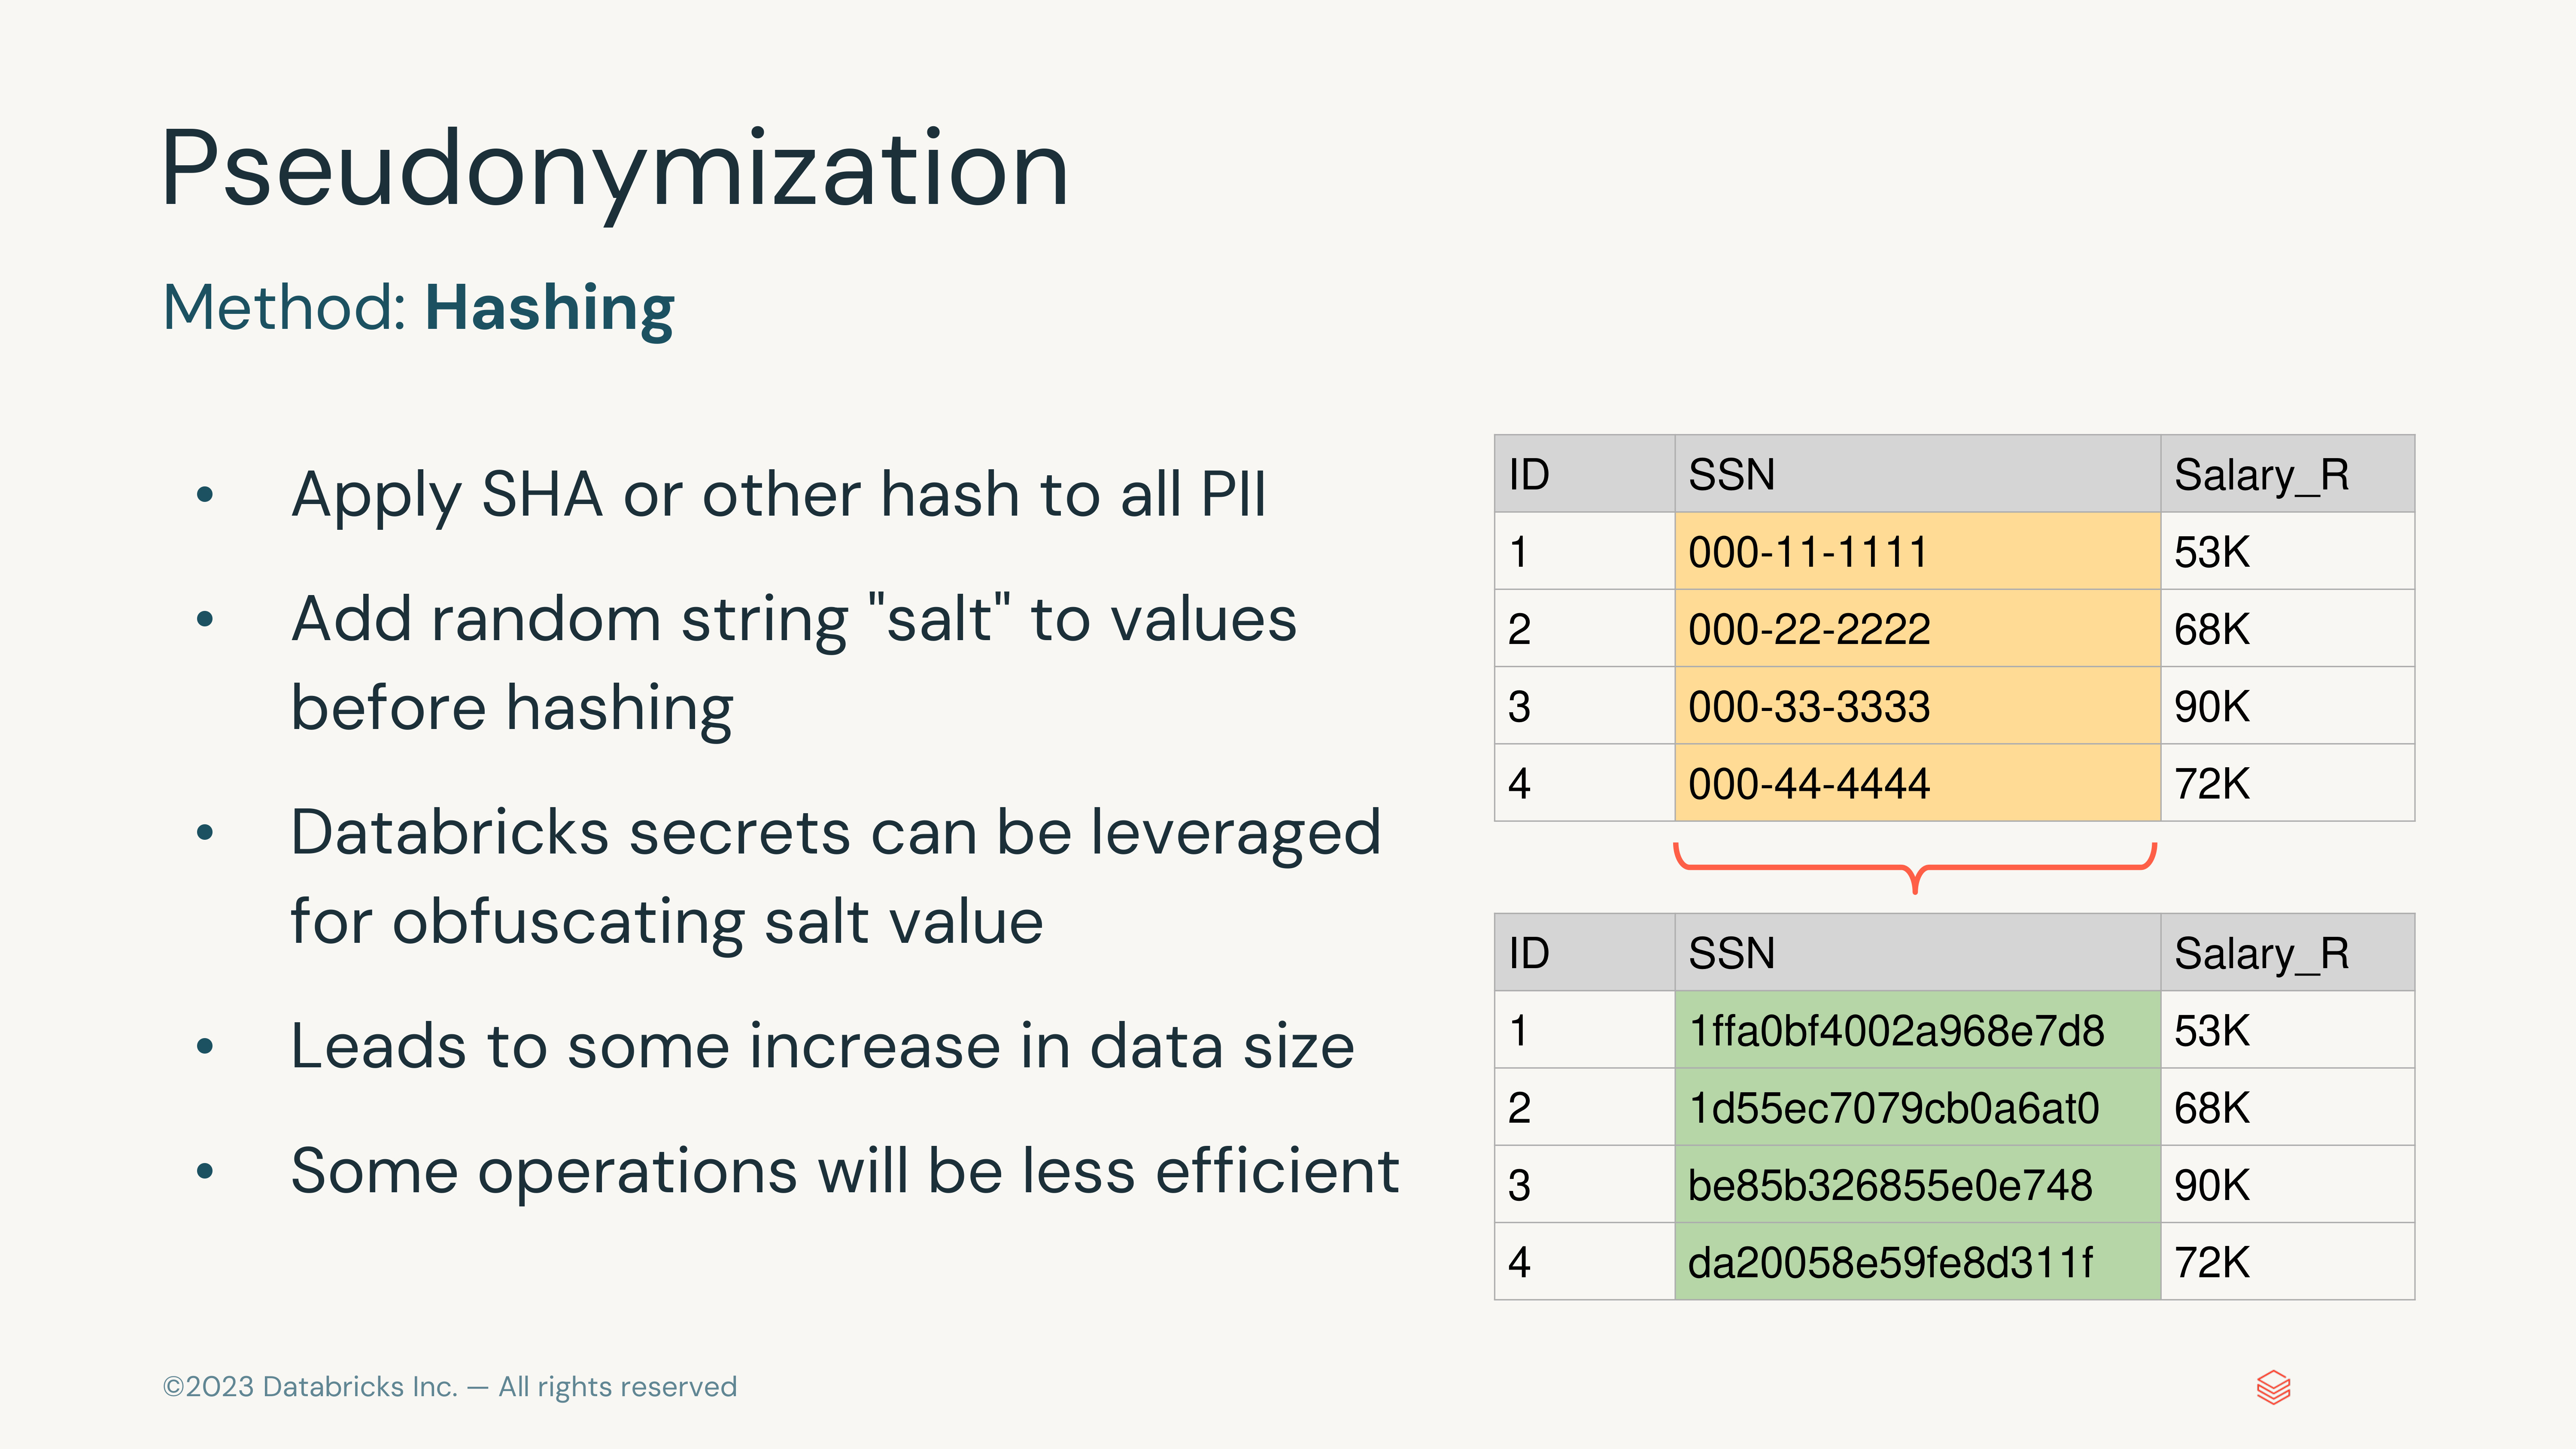 Pseudonymization
Method: Hashing
• Apply SHA or other hash to all PII
• Add random string "salt" to values
before hashing
• Databricks secrets can be leveraged
for obfuscating salt value
• Leads to some increase in data size
• Some operations will be less efficient
ID SSN Salary_R
1 000-11-1111 53K
2 000-22-2222 68K
3 000-33-3333 90K
4 000-44-4444 72K
ID SSN Salary_R
1 1ffa0bf4002a968e7d8 53K
2 1d55ec7079cb0a6at0 68K
3 be85b326855e0e748 90K
4 da20058e59fe8d311f 72K
©2023 Databricks Inc. — All rights reserved